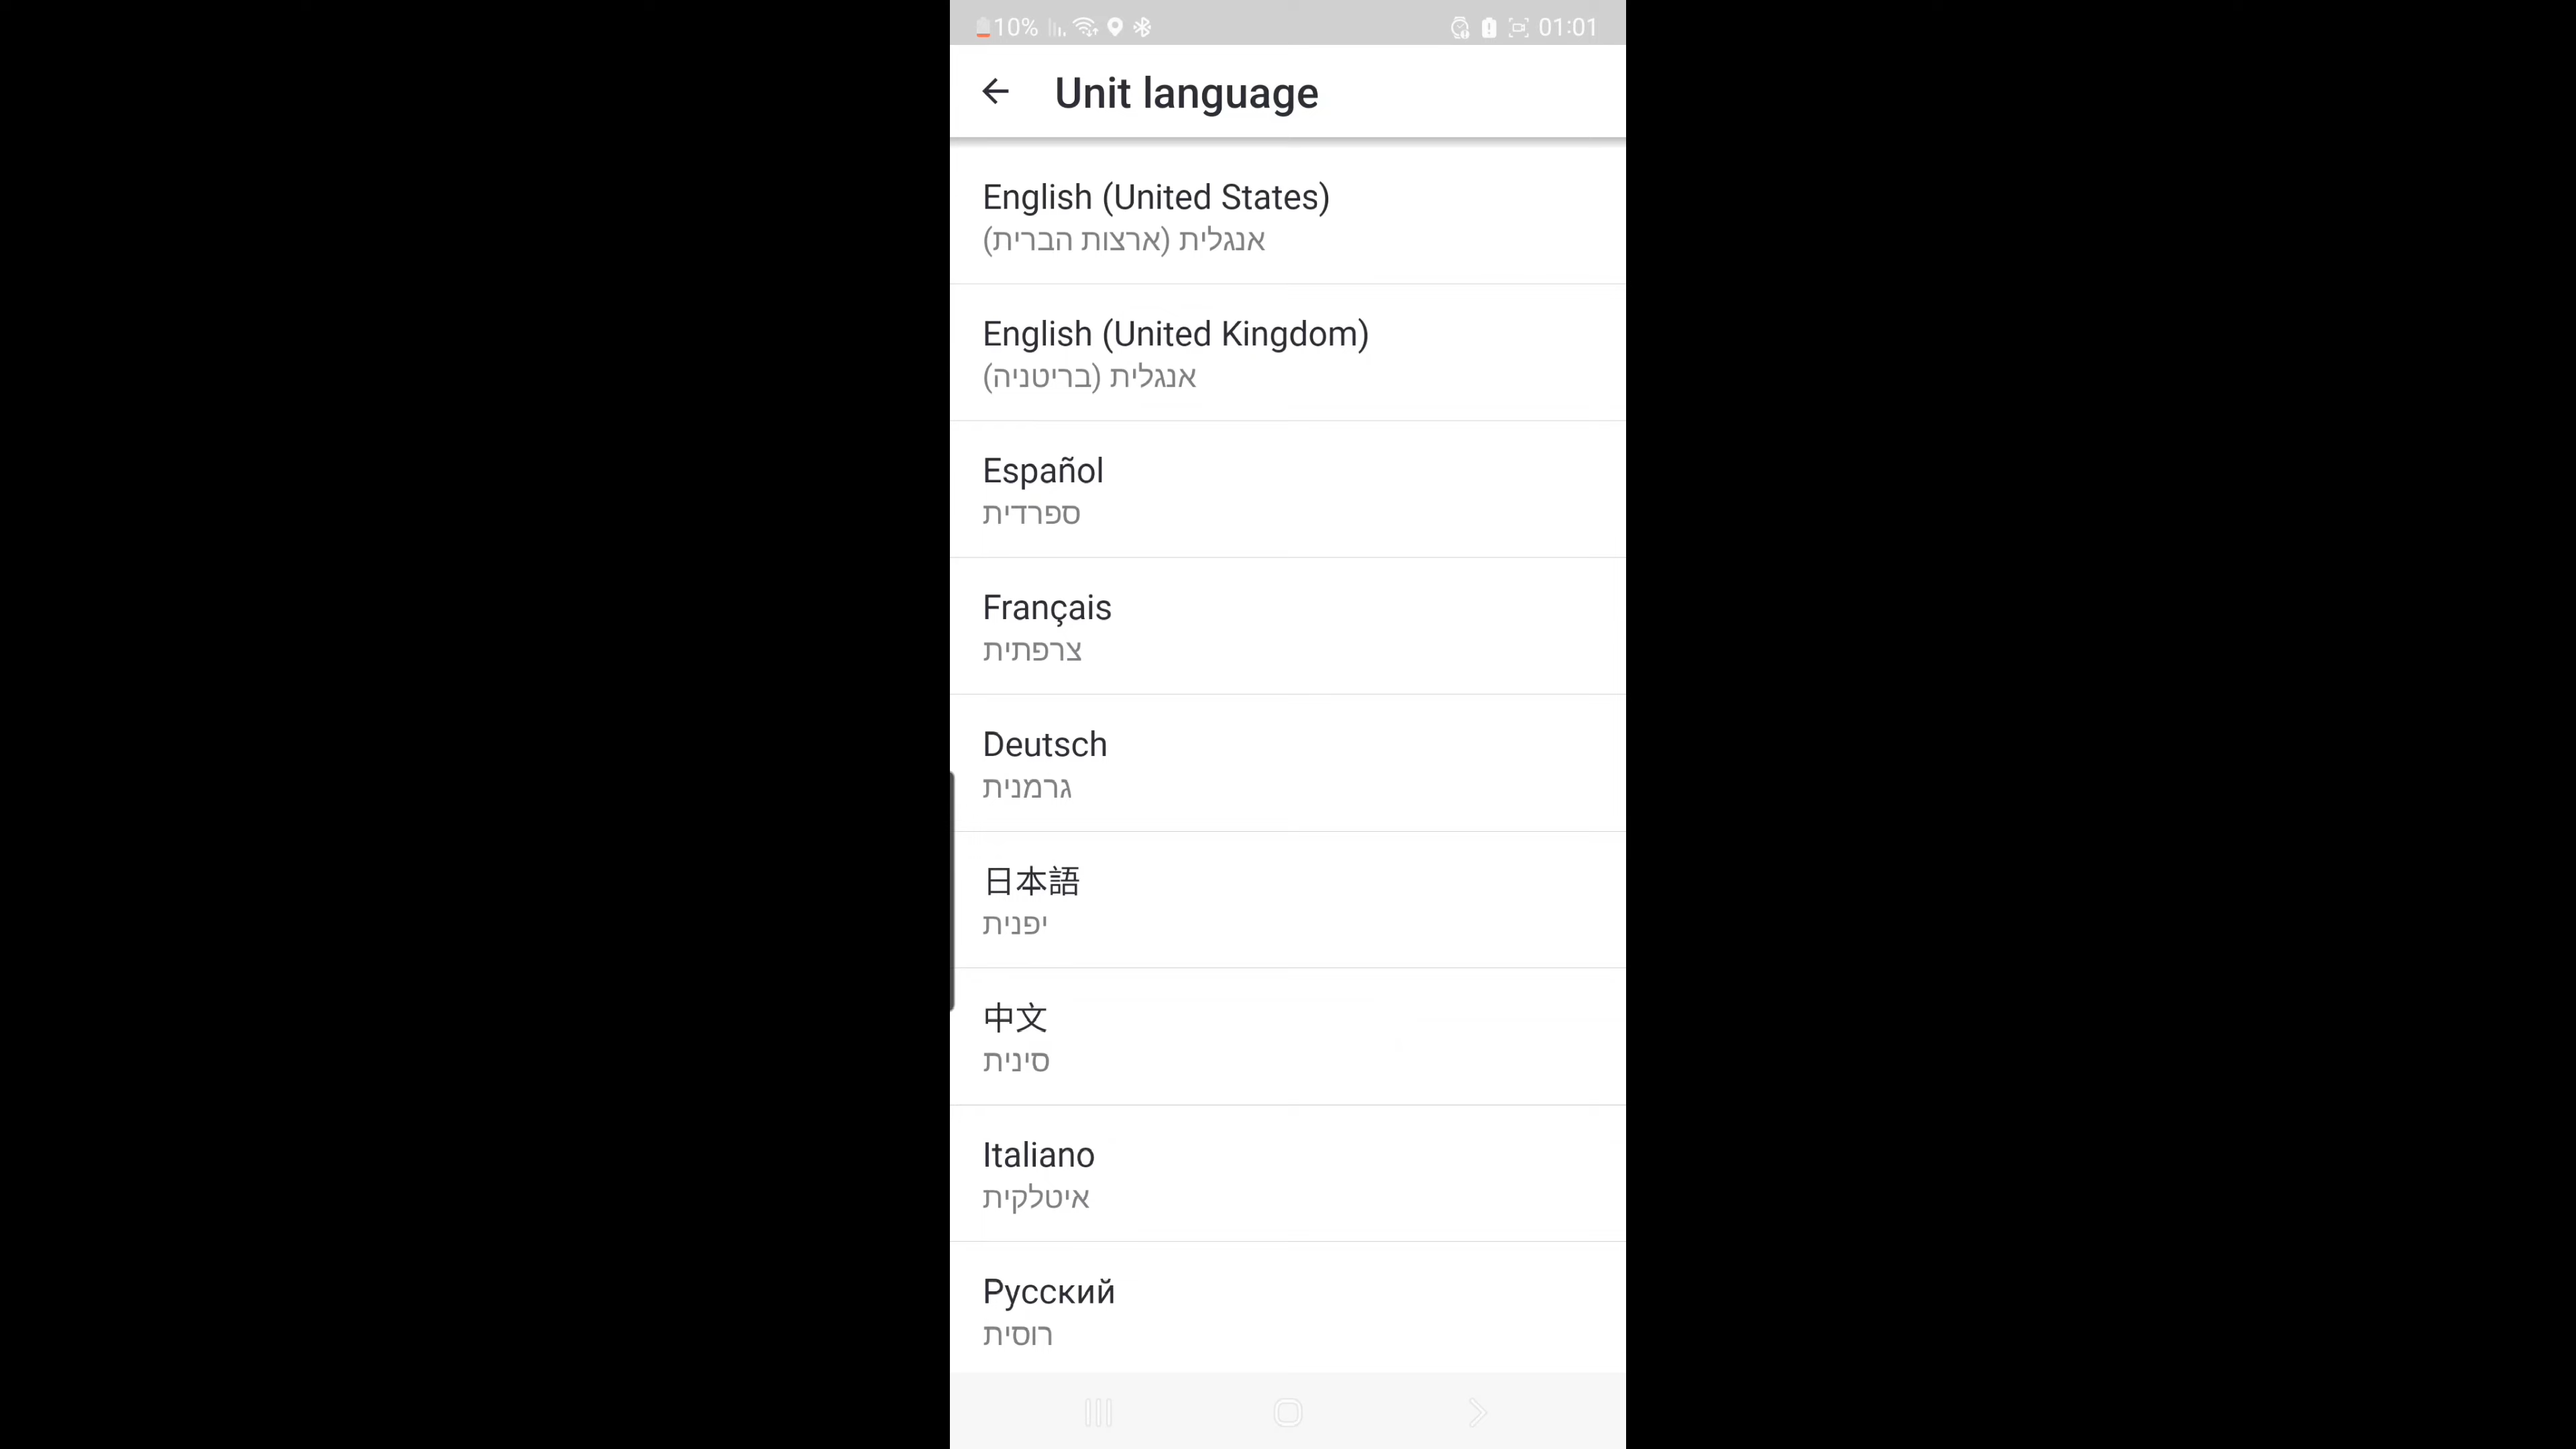 10% 01:01
Unit language
English (United States)
אנגלית (ארצות הברית)
English (United Kingdom)
אנגלית (בריטניה)
Español
ספרדית
Français
צרפתית
Deutsch
גרמנית
日本語
יפנית
中文
סינית
Italiano
איטלקית
Русский
רוסית